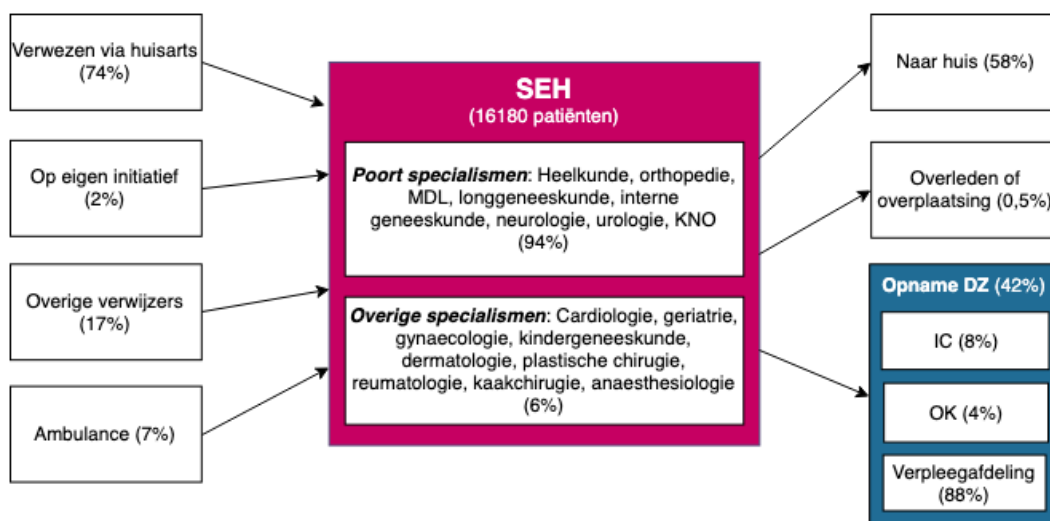 Verwezen via huisarts
(74%)
Op eigen initiatief
(2%)
Overige verwijzers
(17%)
Ambulance (7%)
SEH
(16180 patiënten)
Poort specialismen: Heelkunde, orthopedie,
MDL, longgeneeskunde, interne
geneeskunde, neurologie, urologie, KNO
(94%)
Overige specialismen: Cardiologie, geriatrie,
gynaecologie, kindergeneeskunde,
dermatologie, plastische chirugie,
reumatologie, kaakchirugie, anaesthesiologie
(6%)
Naar huis (58%)
Overleden of
overplaatsing (0,5%)
Opname DZ (42%)
IC (8%)
OK (4%)
Verpleegafdeling
(88%)